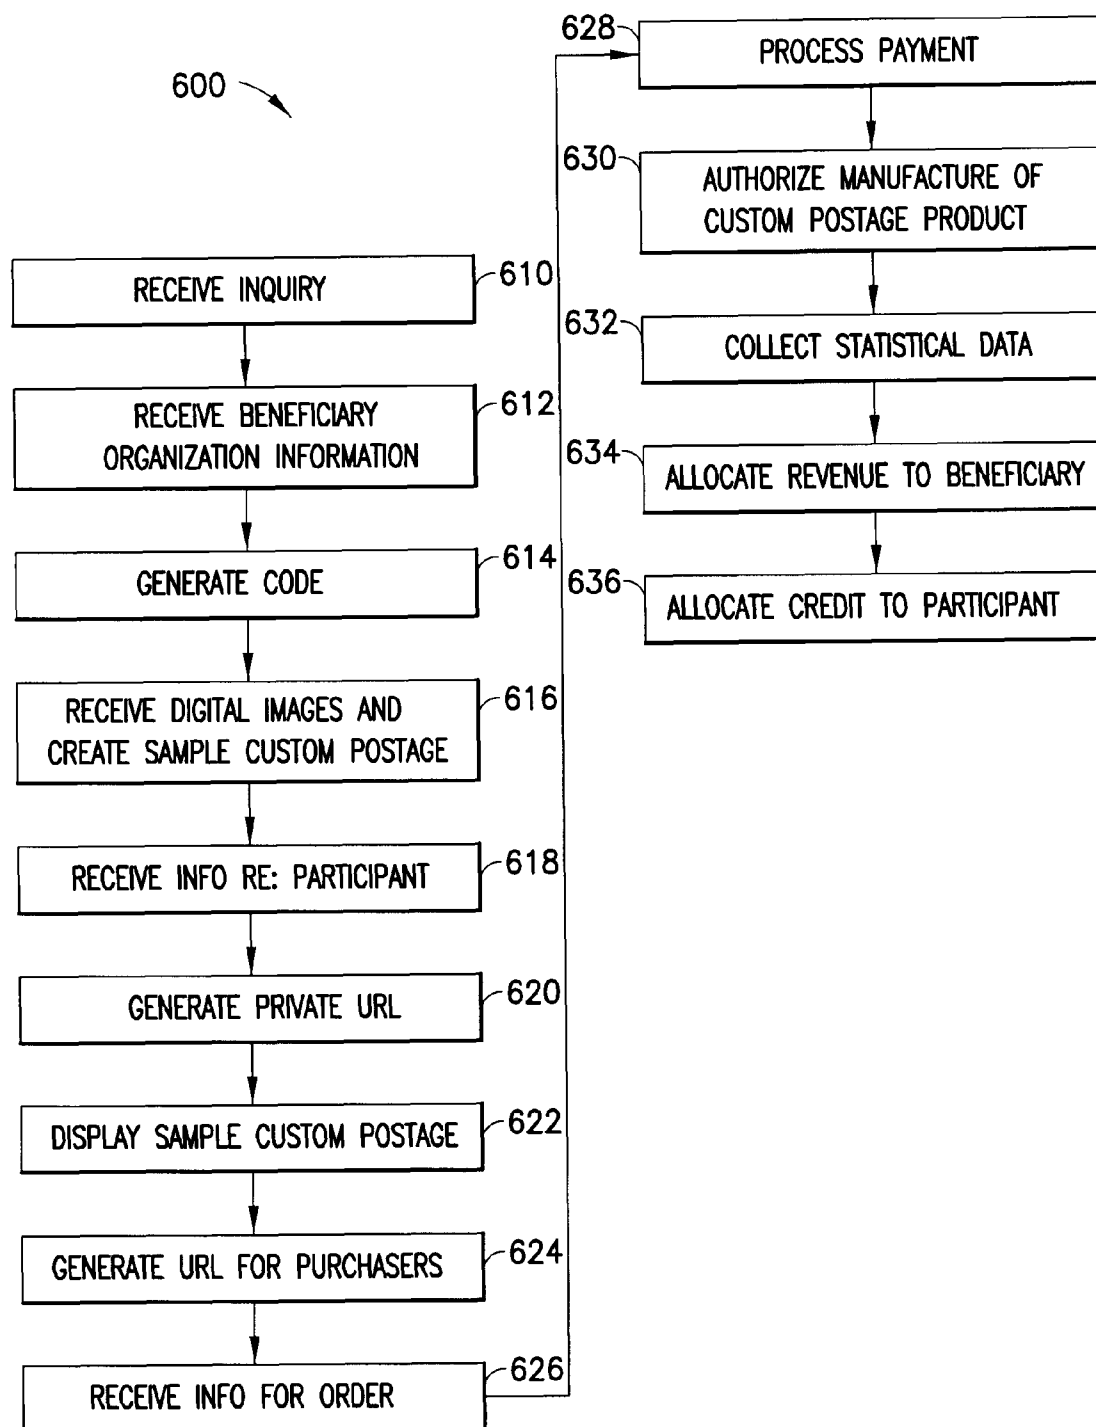 600
RECEIVE INQUIRY
610
RECEIVE BENEFICIARY
ORGANIZATION INFORMATION
612
GENERATE CODE
614
RECEIVE DIGITAL IMAGES AND
CREATE SAMPLE CUSTOM POSTAGE
616
RECEIVE INFO RE: PARTICIPANT
618
GENERATE PRIVATE URL
620
DISPLAY SAMPLE CUSTOM POSTAGE
622
GENERATE URL FOR PURCHASERS
624
RECEIVE INFO FOR ORDER
626
628
PROCESS PAYMENT
630
AUTHORIZE MANUFACTURE OF
CUSTOM POSTAGE PRODUCT
632
COLLECT STATISTICAL DATA
634
ALLOCATE REVENUE TO BENEFICIARY
636
ALLOCATE CREDIT TO PARTICIPANT